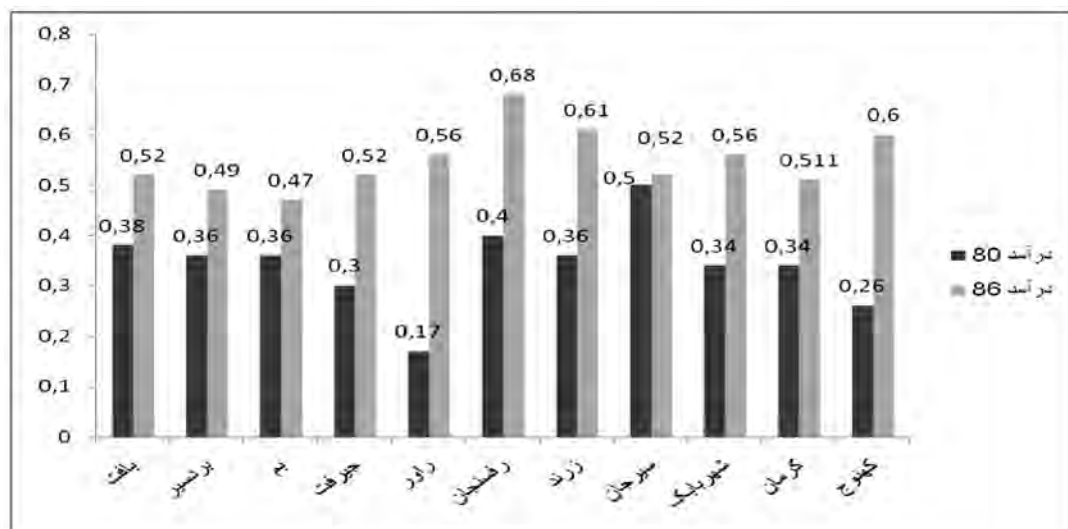 0,8
0,7
0,6
0,5
0,4
0,3
0,2
0,1
0
0,38
0,52
0,36
0,49
0,36
0,47
0,3
0,52
0,17
0,56
0,4
0,68
0,36
0,61
0,5
0,52
0,34
0,56
0,34
0,511
0,26
0,6
بافت
بردسیر
بم
جیرفت
راور
رفسنجان
زرند
سیرجان
شهربابک
کرمان
کهنوج
درآمد 80
درآمد 86